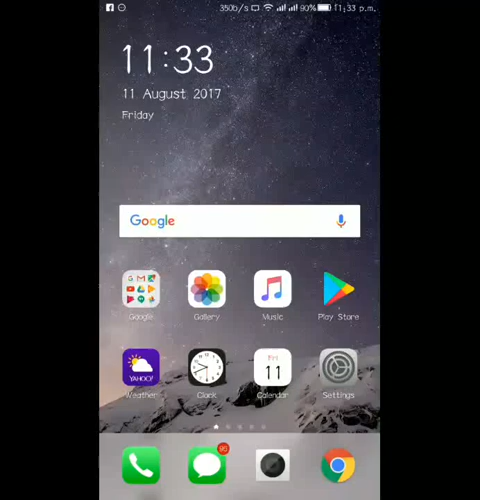 350b/s 90% 11:33 p.m.
11:33
11 August 2017
Friday
Google
Google Gallery Music Play Store
YAHOO! Fri 11
Weather Clock Calendar Settings